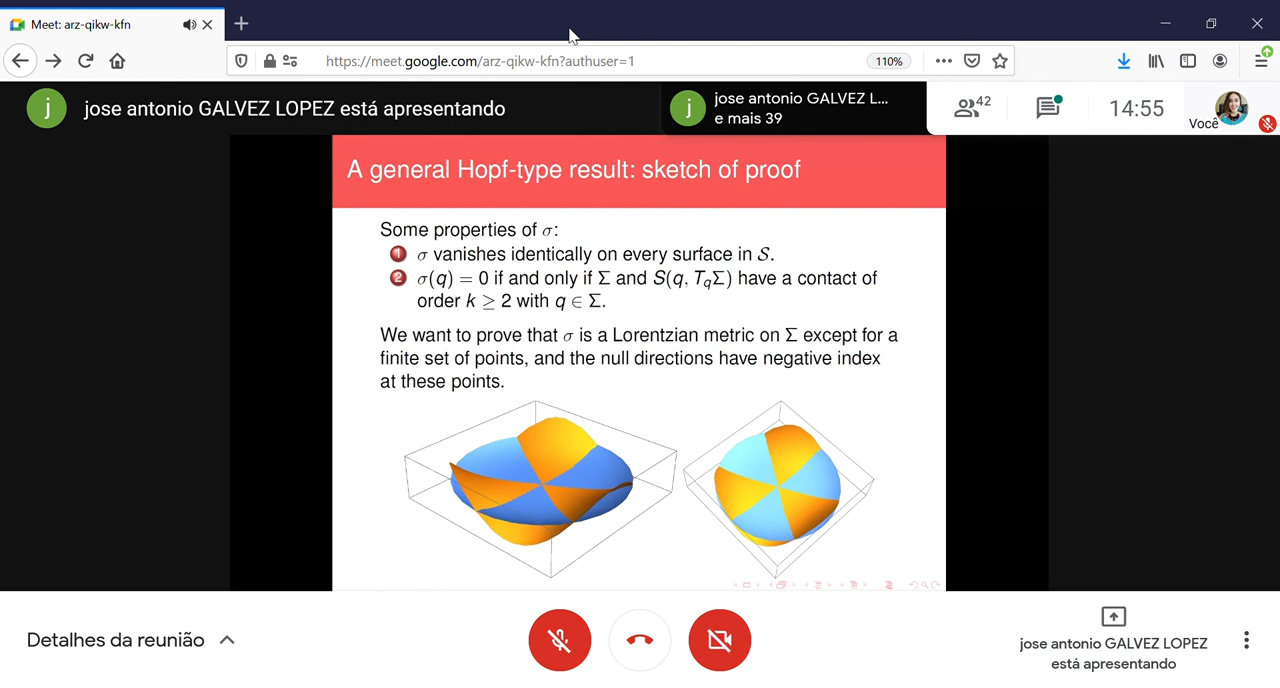 Meet: arz-qikw-kfn
https://meet.google.com/arz-qikw-kfn?authuser=1
110%
j
jose antonio GALVEZ LOPEZ está apresentando
j
jose antonio GALVEZ L...
e mais 39
42
14:55
Você
A general Hopf-type result: sketch of proof
Some properties of σ:
1 σ vanishes identically on every surface in 𝒮.
2 σ(q) = 0 if and only if Σ and S(q, T_qΣ) have a contact of
order k ≥ 2 with q ∈ Σ.
We want to prove that σ is a Lorentzian metric on Σ except for a
finite set of points, and the null directions have negative index
at these points.
Detalhes da reunião
jose antonio GALVEZ LOPEZ
está apresentando